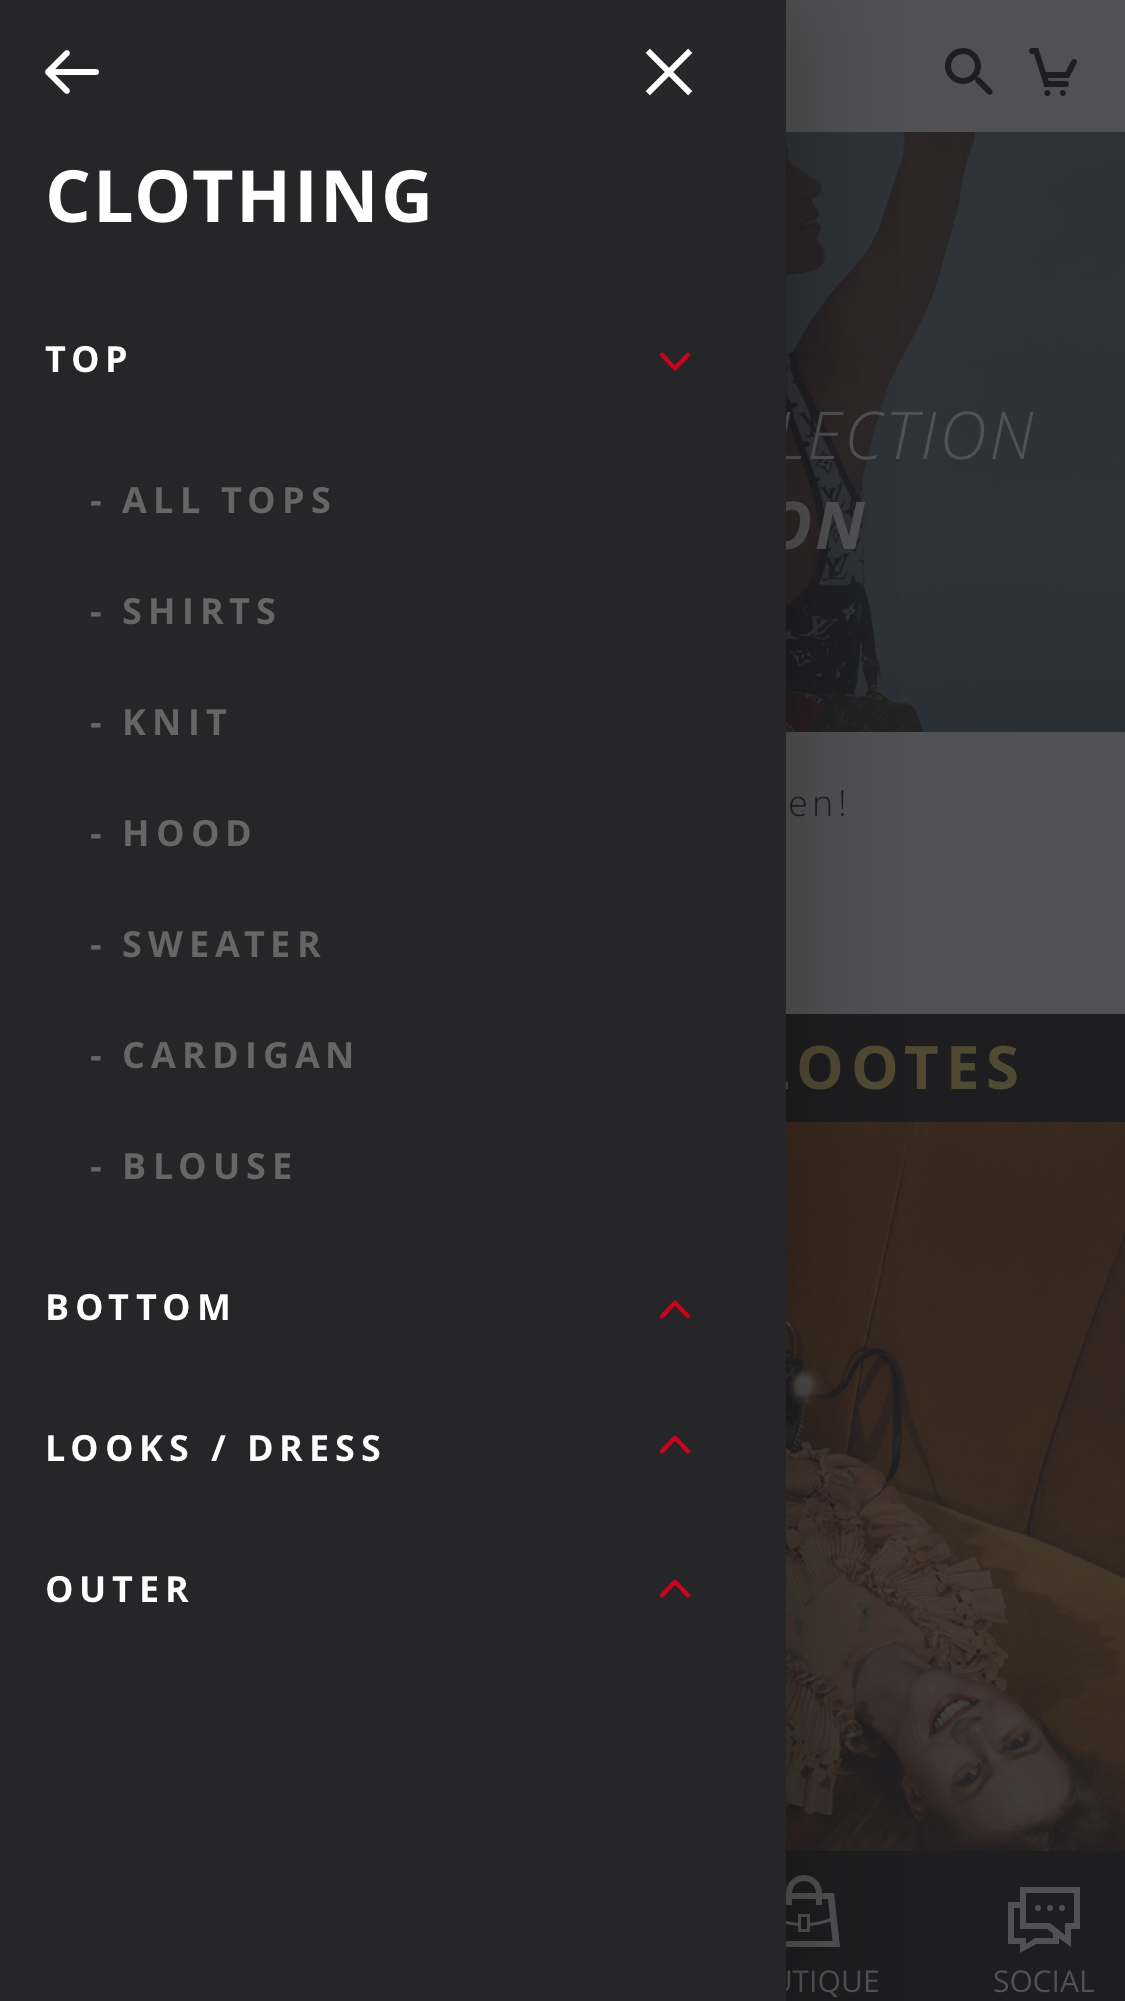 CLOTHING
TOP
- ALL TOPS
- SHIRTS
- KNIT
- HOOD
- SWEATER
- CARDIGAN
- BLOUSE
BOTTOM
LOOKS / DRESS
OUTER
LECTION
ON
en!
LOOTES
UTIQUE
SOCIAL